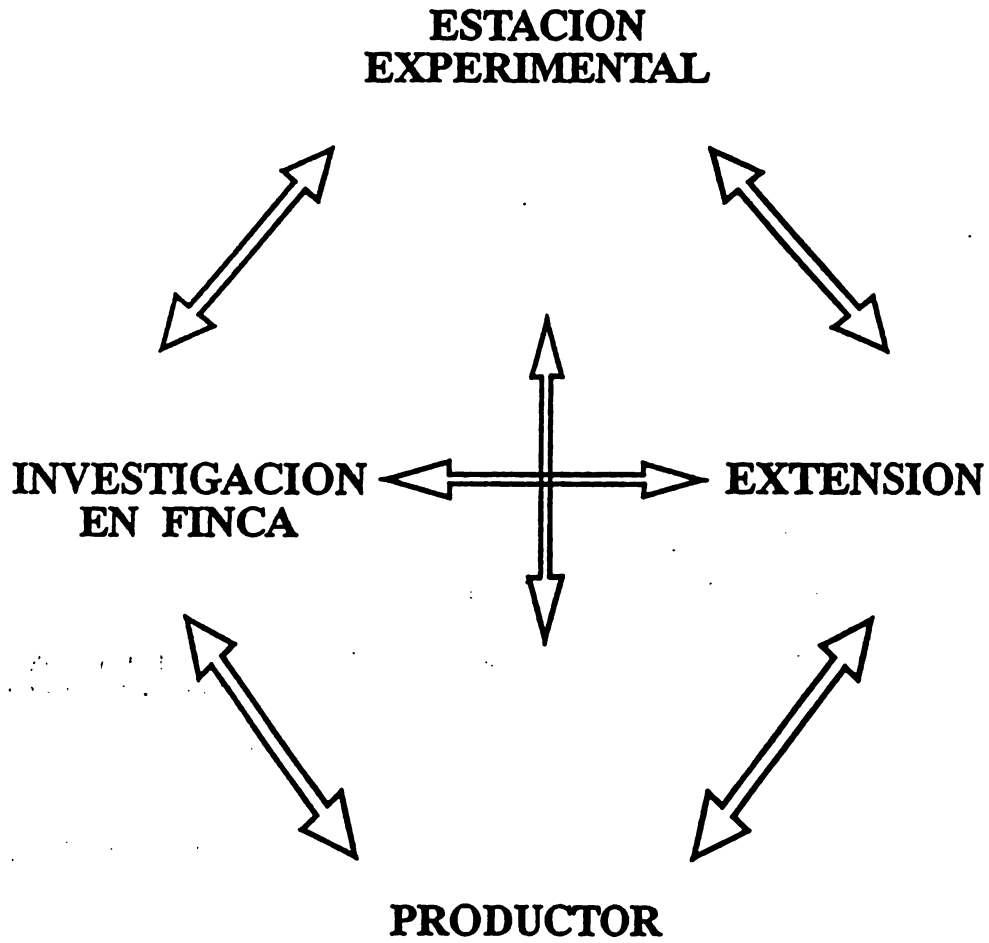 ESTACION
EXPERIMENTAL
INVESTIGACION
EN FINCA
EXTENSION
PRODUCTOR